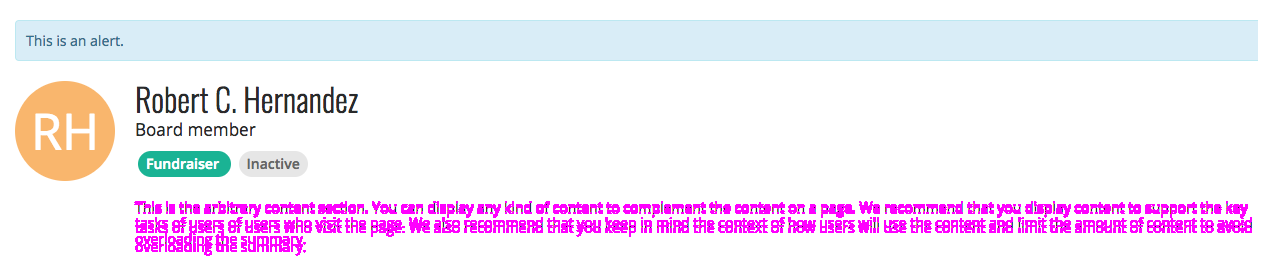 This is an alert.
RH
Robert C. Hernandez
Board member
Fundraiser Inactive
This is the arbitrary content section. You can display any kind of content to complement the content on a page. We recommend that you display content to support the key
tasks of users of users who visit the page. We also recommend that you keep in mind the context of how users will use the content and limit the amount of content to avoid
overloading the summary.